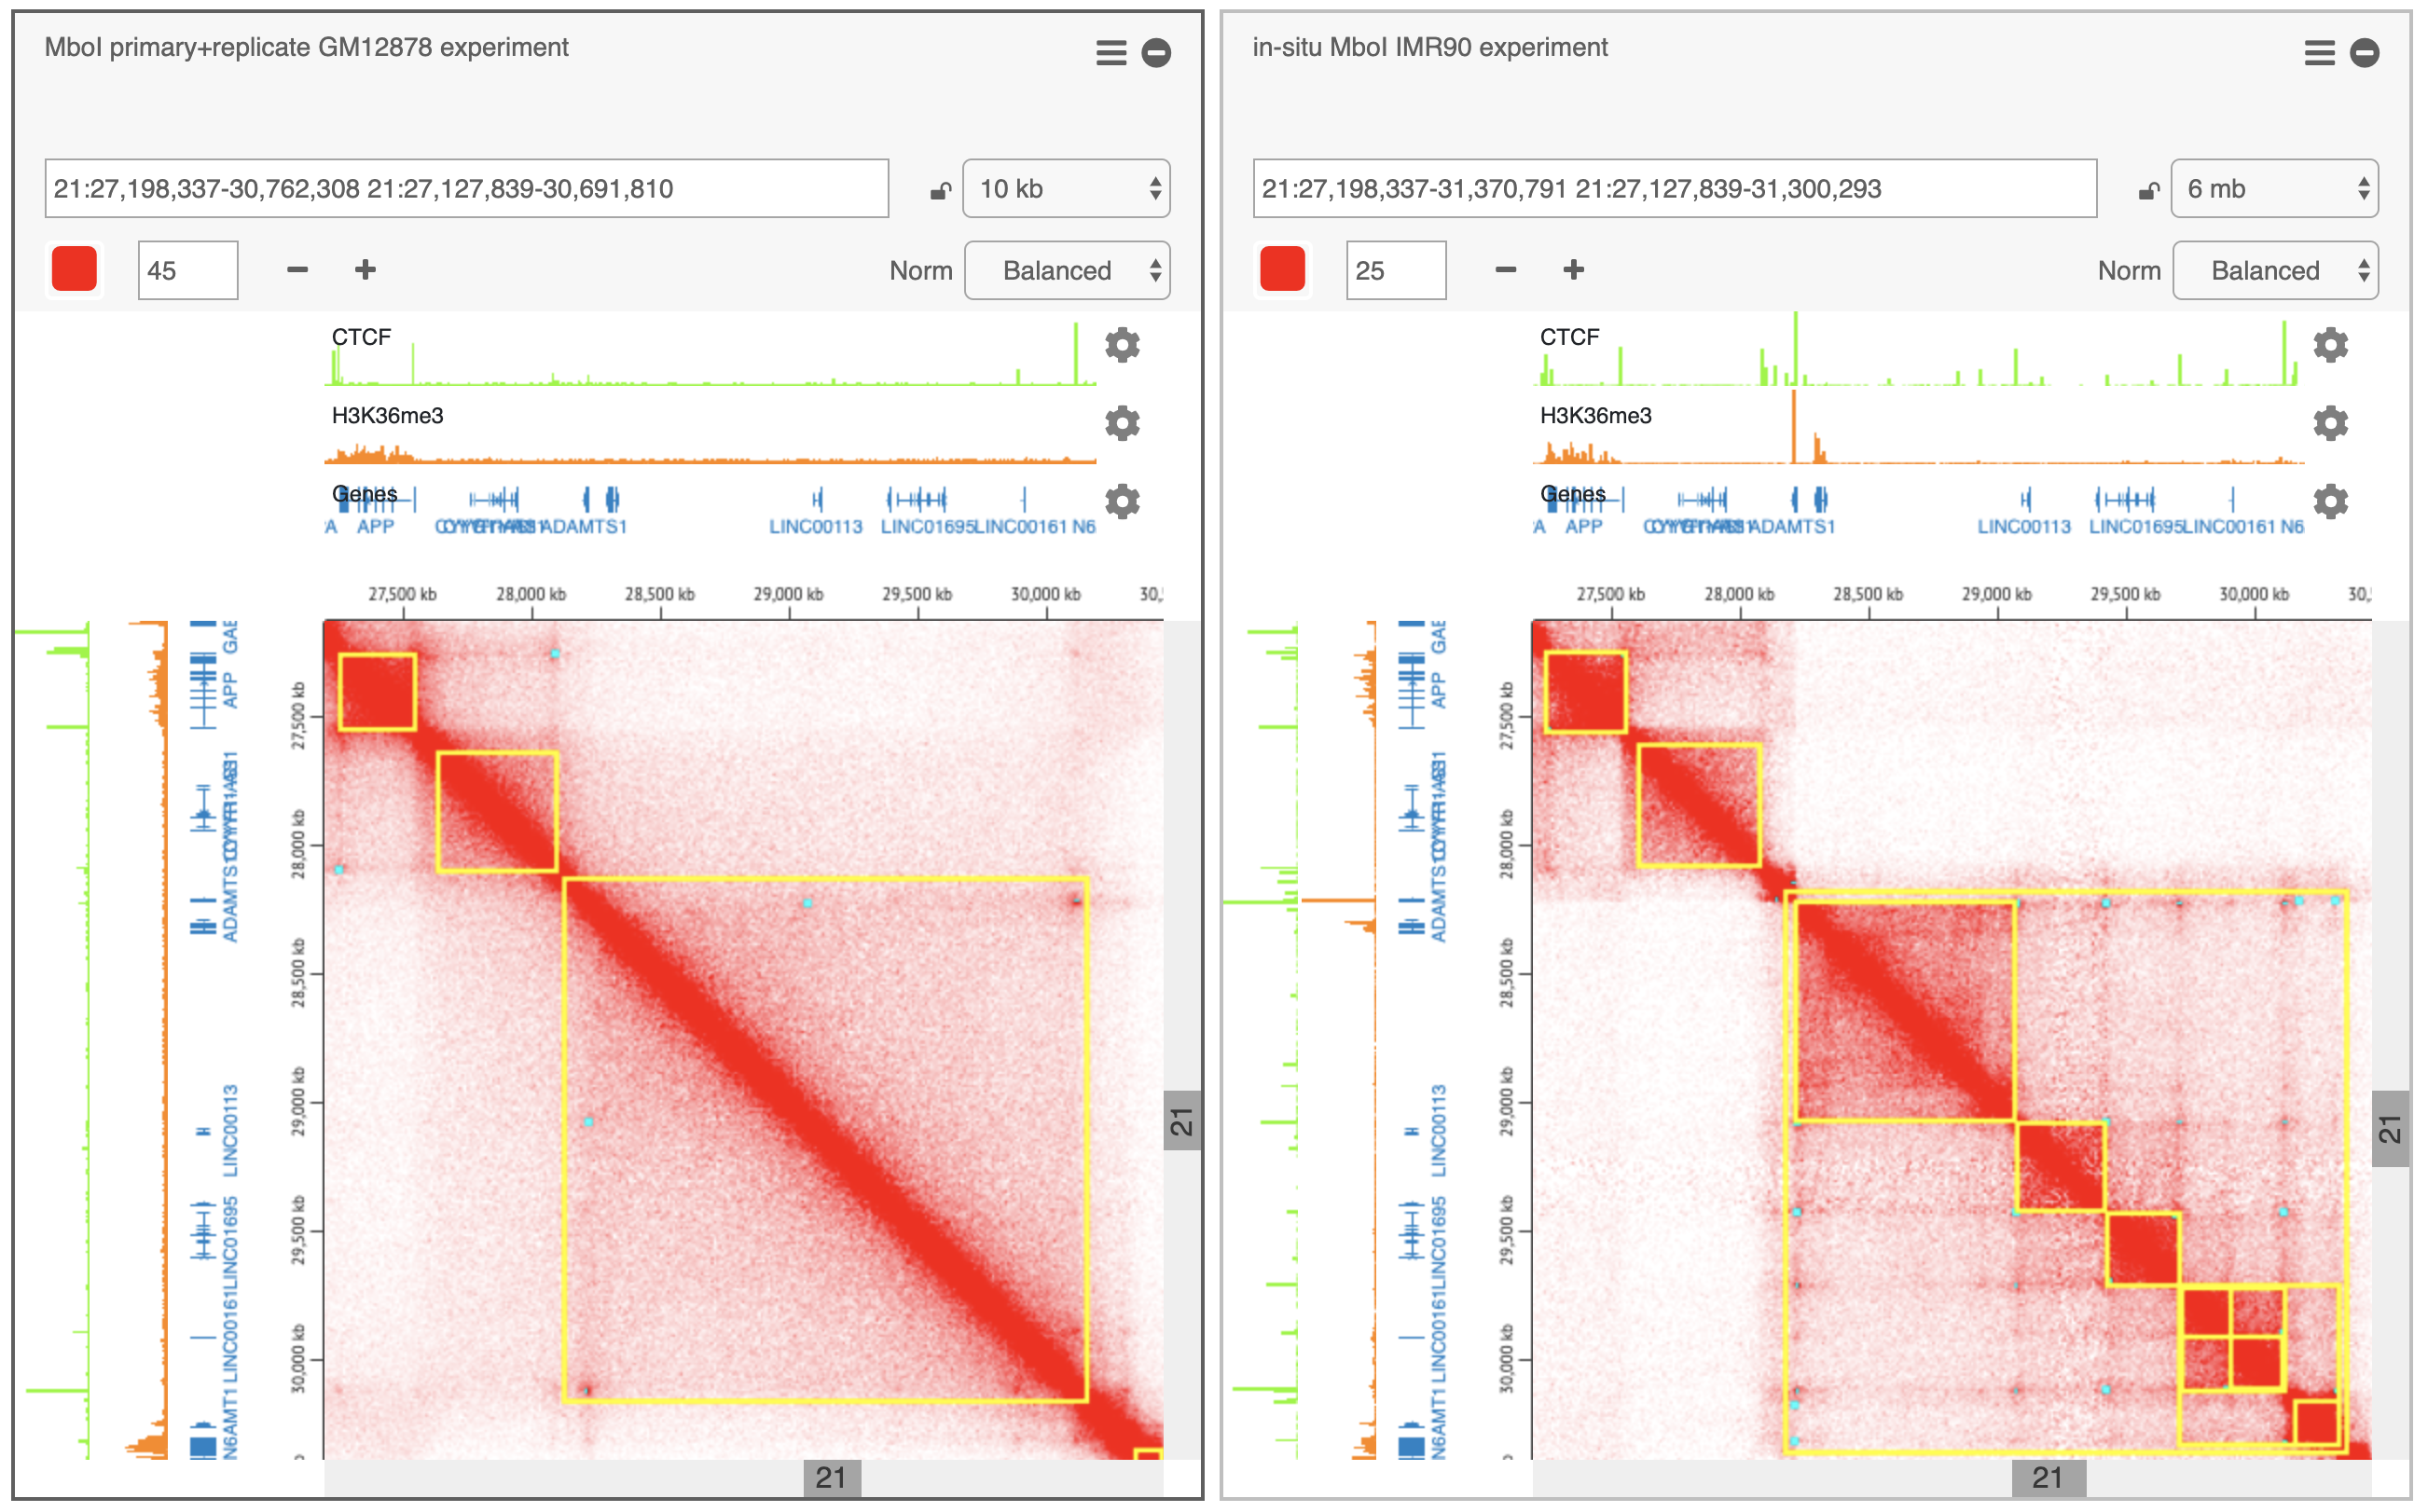 MboI primary+replicate GM12878 experiment
21:27,198,337-30,762,308 21:27,127,839-30,691,810
10 kb
45
Norm
Balanced
CTCF
H3K36me3
Genes
APP
ADAMTS1
LINC00113
LINC01695
LINC00161
N6
27,500 kb
28,000 kb
28,500 kb
29,000 kb
29,500 kb
30,000 kb
30,
APP
ADAMTS1
LINC00113
LINC01695
LINC00161
N6AMT1
27,500 kb
28,000 kb
28,500 kb
29,000 kb
29,500 kb
30,000 kb
21
21
in-situ MboI IMR90 experiment
21:27,198,337-31,370,791 21:27,127,839-31,300,293
6 mb
25
Norm
Balanced
CTCF
H3K36me3
Genes
APP
ADAMTS1
LINC00113
LINC01695
LINC00161
N6
27,500 kb
28,000 kb
28,500 kb
29,000 kb
29,500 kb
30,000 kb
30,
APP
ADAMTS1
LINC00113
LINC01695
LINC00161
N6AMT1
27,500 kb
28,000 kb
28,500 kb
29,000 kb
29,500 kb
30,000 kb
21
21